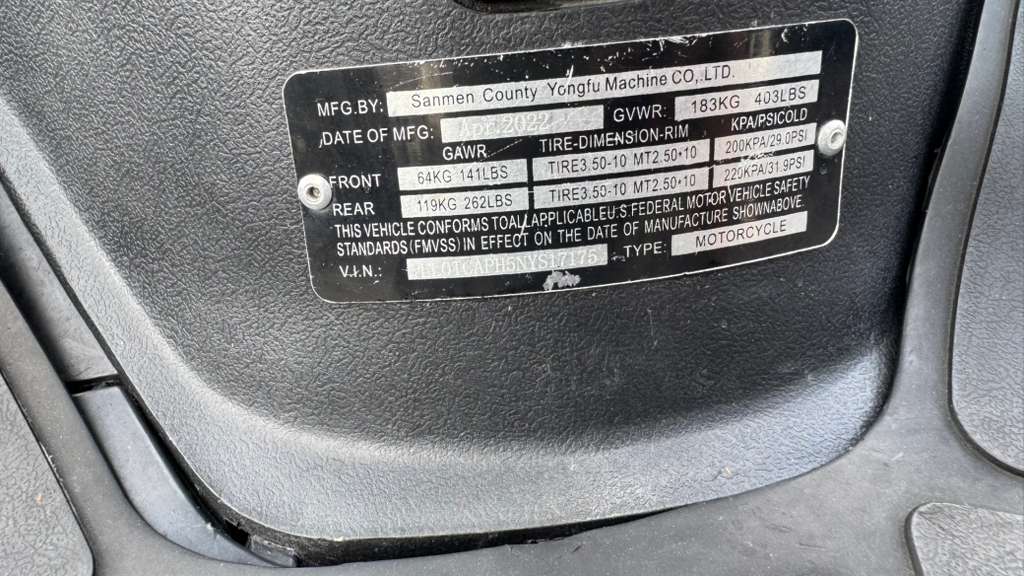 MFG.BY: Sanmen County Yongfu Machine CO,.LTD.
DATE OF MFG: Apr.2022 GVWR: 183KG 403LBS
GAWR TIRE-DIMENSION-RIM KPA/PSICOLD
FRONT 64KG 141LBS TIRE3.50-10 MT2.50*10 200KPA/29.0PSI
REAR 119KG 262LBS TIRE3.50-10 MT2.50*10 220KPA/31.9PSI
THIS VEHICLE CONFORMS TOALLAPPLICABLEU.S.FEDERAL MOTOR VEHICLE SAFETY
STANDARDS (FMVSS) IN EFFECT ON THE DATE OF MANUFACTURE SHOWNABOVE.
V.I.N.: TYPE: MOTORCYCLE